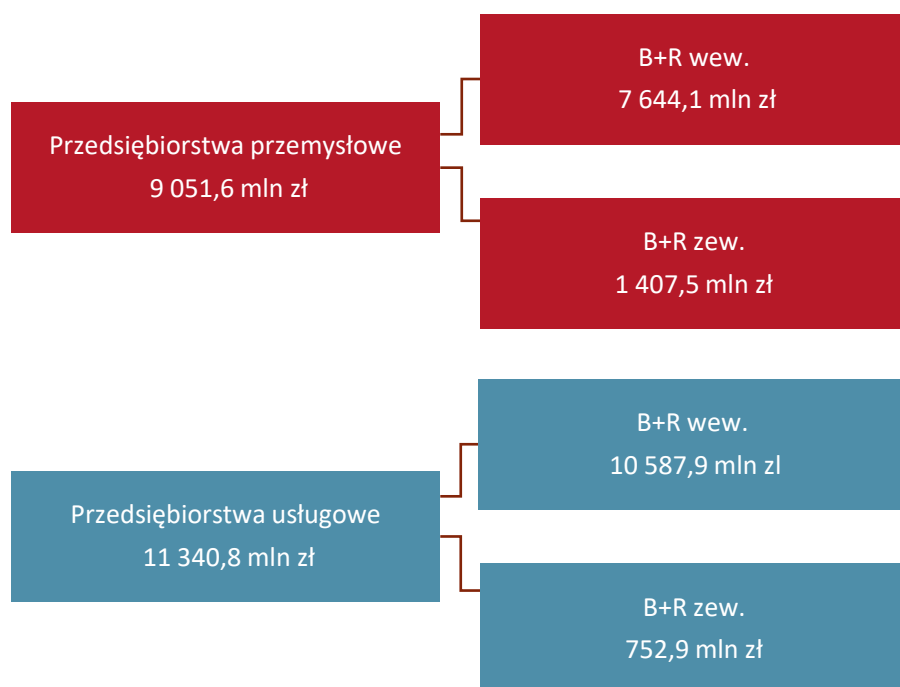 Przedsiębiorstwa przemysłowe
9 051,6 mln zł
B+R wew.
7 644,1 mln zł
B+R zew.
1 407,5 mln zł
Przedsiębiorstwa usługowe
11 340,8 mln zł
B+R wew.
10 587,9 mln zl
B+R zew.
752,9 mln zł